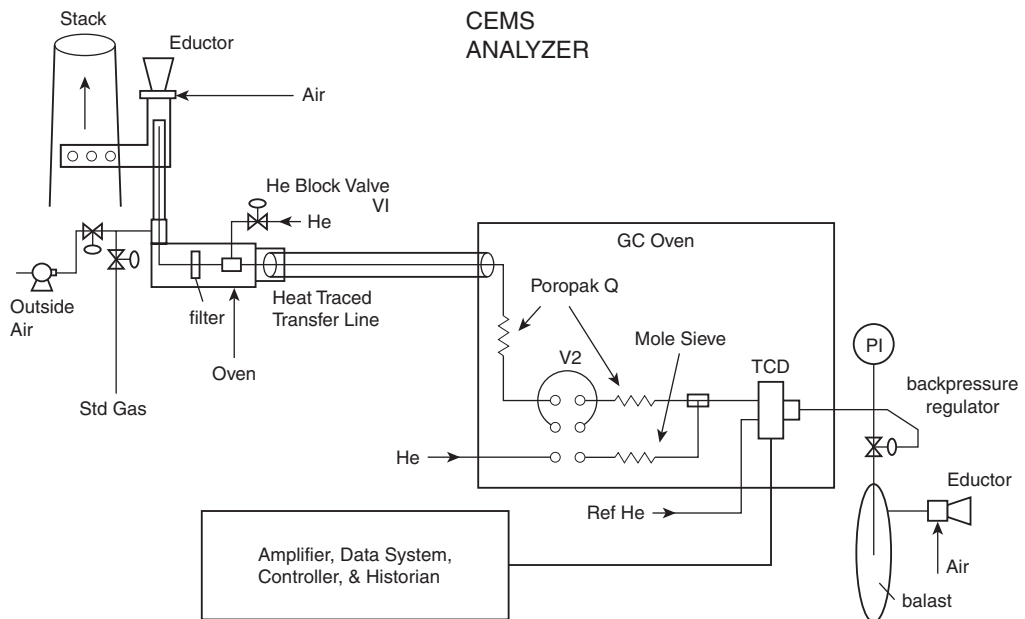 CEMS
ANALYZER
Stack
Eductor
Air
He Block Valve
VI
He
GC Oven
Outside
Air
filter
Heat Traced
Transfer Line
Oven
Std Gas
Poropak Q
Mole Sieve
V2
TCD
PI
backpressure
regulator
He
Ref He
Eductor
Air
balast
Amplifier, Data System,
Controller, & Historian